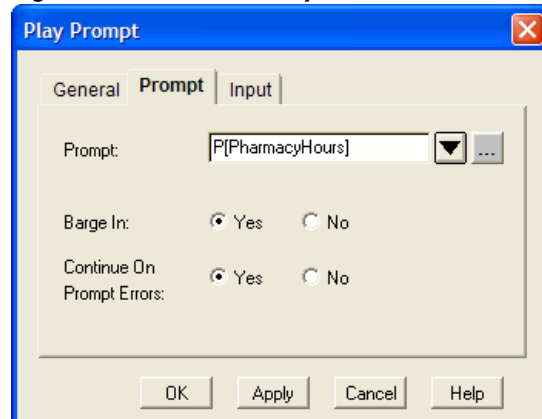 Play Prompt
General Prompt Input
Prompt: P[PharmacyHours] ...
Barge In: Yes No
Continue On
Prompt Errors: Yes No
OK Apply Cancel Help